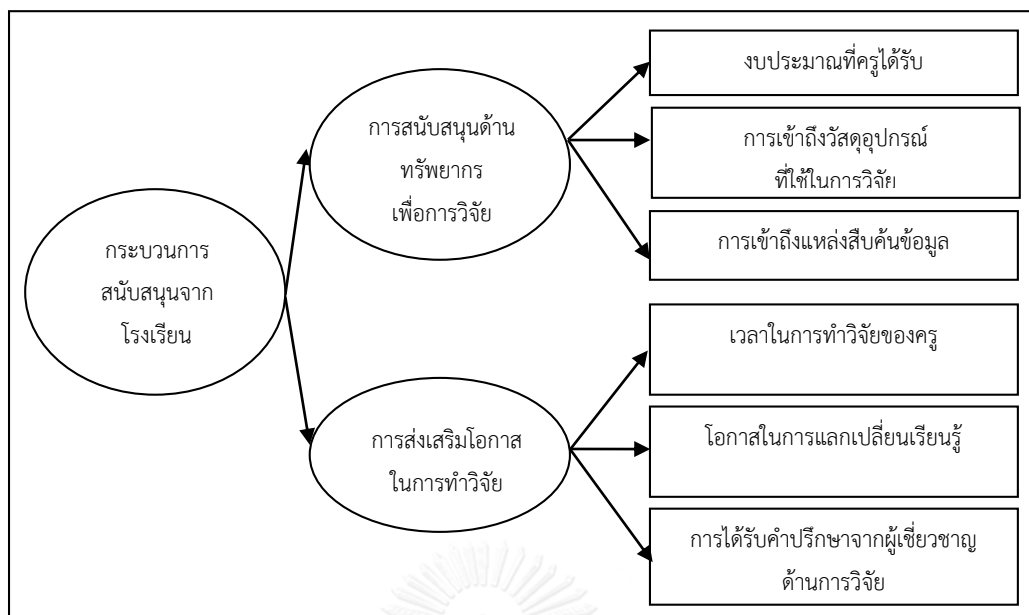 กระบวนการ
สนับสนุนจาก
โรงเรียน
การสนับสนุนด้าน
ทรัพยากร
เพื่อการวิจัย
งบประมาณที่ครูได้รับ
การเข้าถึงวัสดุอุปกรณ์
ที่ใช้ในการวิจัย
การเข้าถึงแหล่งสืบค้นข้อมูล
การส่งเสริมโอกาส
ในการทำวิจัย
เวลาในการทำวิจัยของครู
โอกาสในการแลกเปลี่ยนเรียนรู้
การได้รับคำปรึกษาจากผู้เชี่ยวชาญ
ด้านการวิจัย